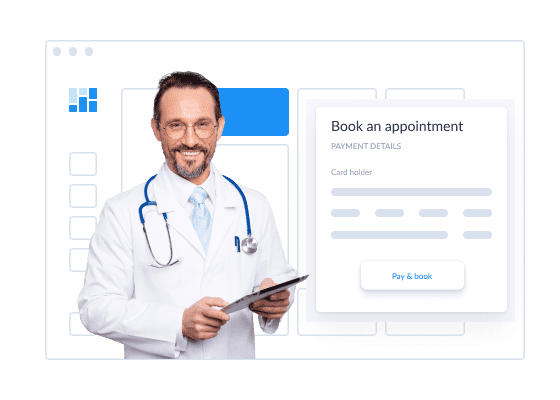 Book an appointment
PAYMENT DETAILS
Card holder
Pay & book